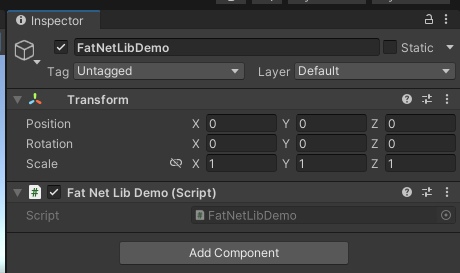 Inspector
FatNetLibDemo Static
Tag Untagged Layer Default
Transform
Position X 0 Y 0 Z 0
Rotation X 0 Y 0 Z 0
Scale X 1 Y 1 Z 1
# Fat Net Lib Demo (Script)
Script # FatNetLibDemo
Add Component